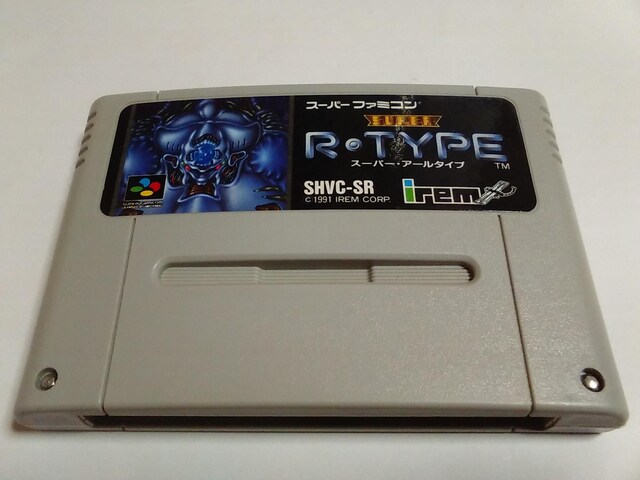 スーパーファミコン
SUPER
R・TYPE
TM
スーパー・アールタイプ
SHVC-SR
© 1991 IREM CORP.
irem